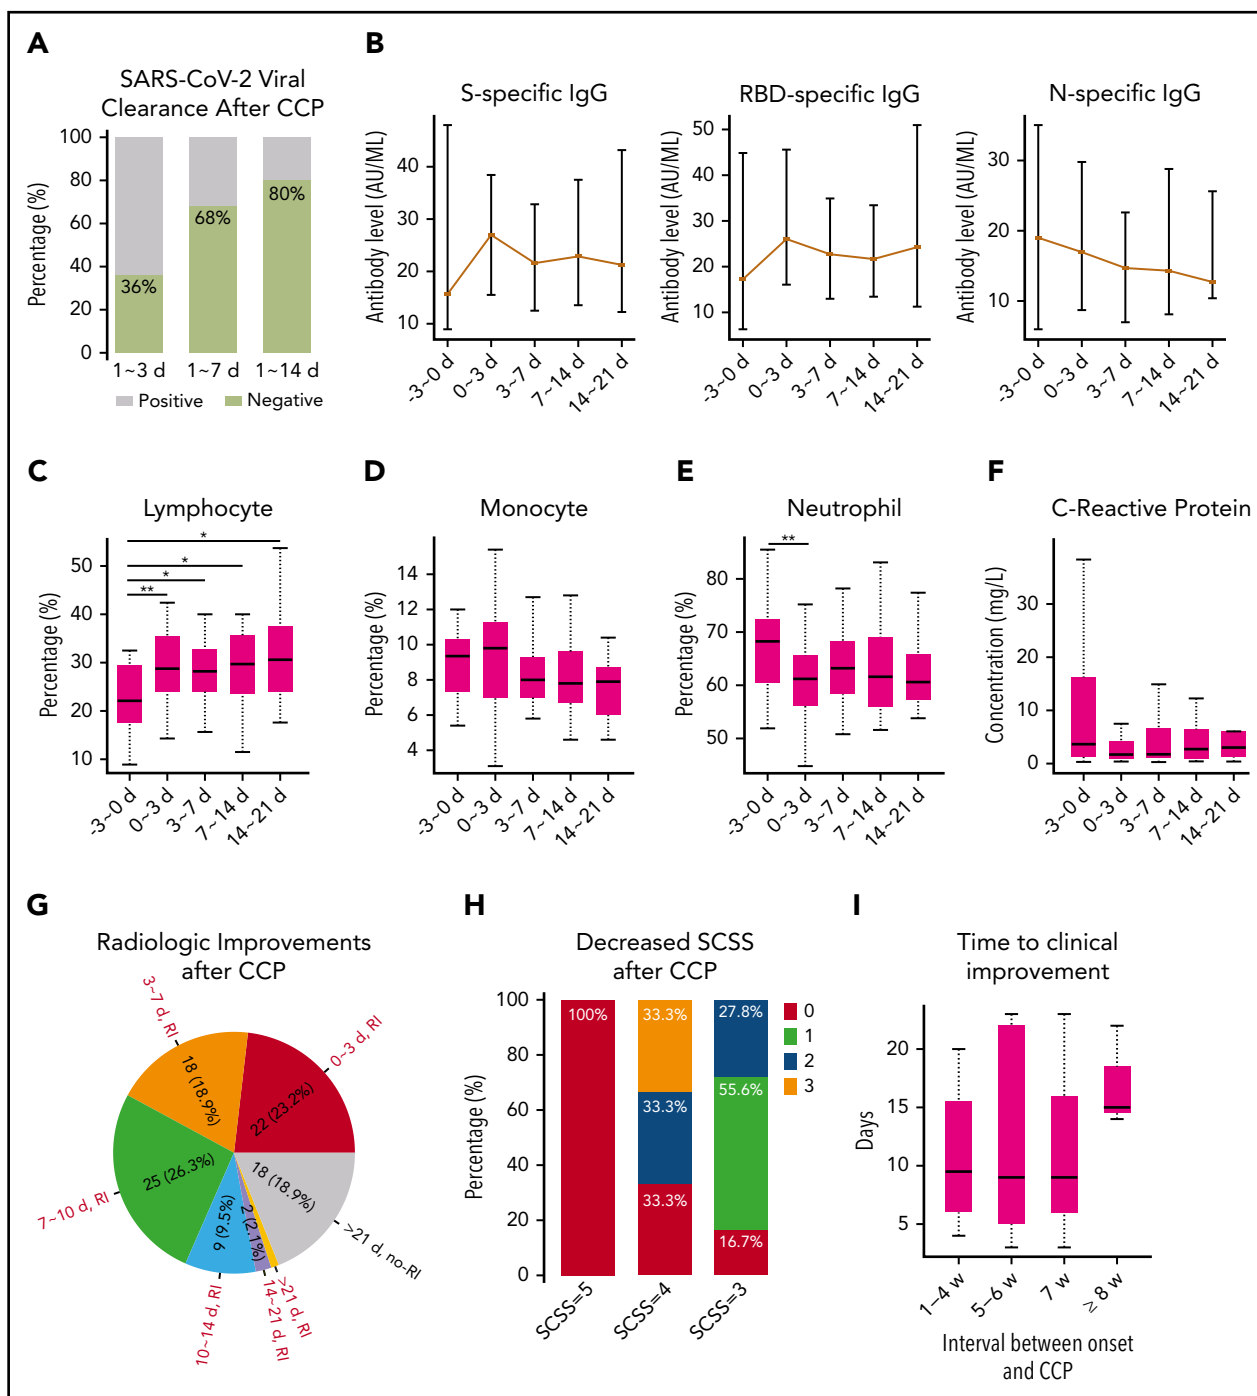 A
SARS-CoV-2 Viral
Clearance After CCP
Percentage (%)
100
80
60
40
20
0
36%
68%
80%
1~3 d
1~7 d
1~14 d
Positive
Negative
B
S-specific IgG
Antibody level (AU/ML)
40
30
20
10
-3~0 d
0~3 d
3~7 d
7~14 d
14~21 d
RBD-specific IgG
Antibody level (AU/ML)
50
40
30
20
10
-3~0 d
0~3 d
3~7 d
7~14 d
14~21 d
N-specific IgG
Antibody level (AU/ML)
30
20
10
-3~0 d
0~3 d
3~7 d
7~14 d
14~21 d
C
Lymphocyte
Percentage (%)
50
40
30
20
10
*
*
*
**
-3~0 d
0~3 d
3~7 d
7~14 d
14~21 d
D
Monocyte
Percentage (%)
14
12
10
8
6
4
-3~0 d
0~3 d
3~7 d
7~14 d
14~21 d
E
Neutrophil
Percentage (%)
80
70
60
50
**
-3~0 d
0~3 d
3~7 d
7~14 d
14~21 d
F
C-Reactive Protein
Concentration (mg/L)
30
20
10
0
-3~0 d
0~3 d
3~7 d
7~14 d
14~21 d
G
Radiologic Improvements
after CCP
3~7 d, RI
18 (18.9%)
0~3 d, RI
22 (23.2%)
7~10 d, RI
25 (26.3%)
18 (18.9%)
>21 d, no-RI
9 (9.5%)
10~14 d, RI
2 (2.1%)
14~21 d, RI
>21 d, RI
H
Decreased SCSS
after CCP
Percentage (%)
100
80
60
40
20
0
100%
33.3%
33.3%
33.3%
27.8%
55.6%
16.7%
0
1
2
3
SCSS=5
SCSS=4
SCSS=3
I
Time to clinical
improvement
Days
20
15
10
5
1–4 w
5–6 w
7 w
≥ 8 w
Interval between onset
and CCP